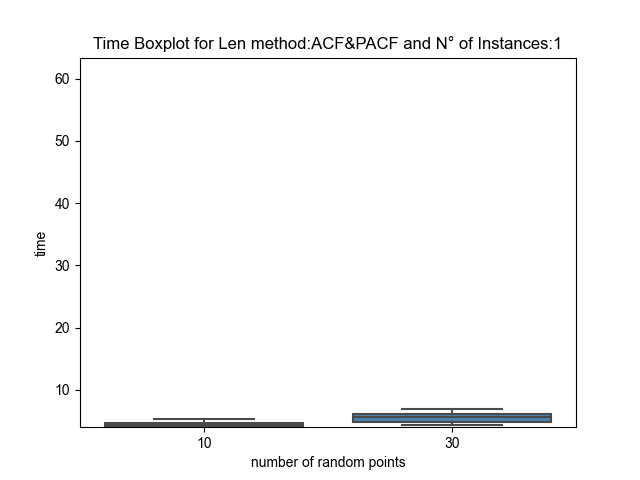 Time Boxplot for Len method:ACF&PACF and N° of Instances:1
60
50
40
30
20
10
time
10 30
number of random points